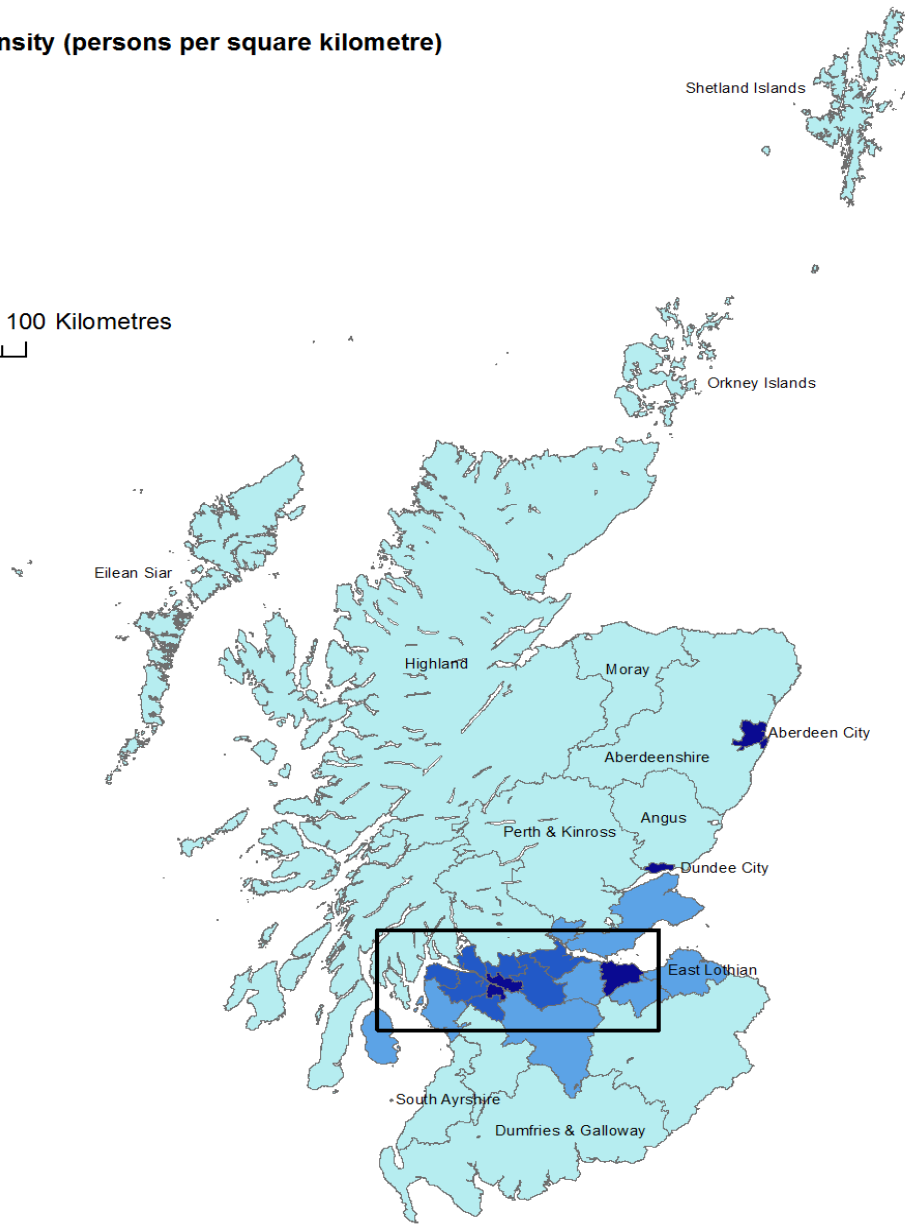 nsity (persons per square kilometre)
Shetland Islands
100 Kilometres
Orkney Islands
Eilean Siar
Highland
Moray
Aberdeen City
Aberdeenshire
Angus
Perth & Kinross
Dundee City
East Lothian
South Ayrshire
Dumfries & Galloway